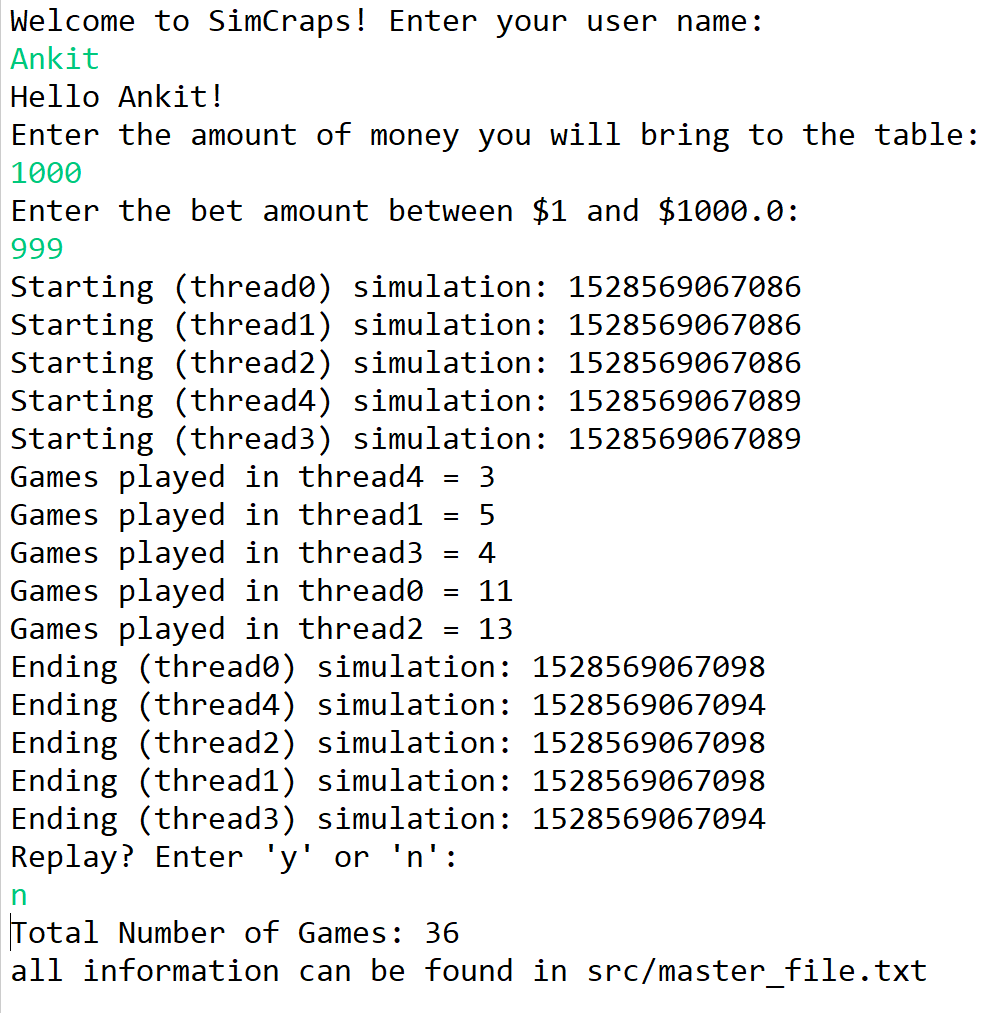 Welcome to SimCraps! Enter your user name:
Ankit
Hello Ankit!
Enter the amount of money you will bring to the table:
1000
Enter the bet amount between $1 and $1000.0:
999
Starting (thread0) simulation: 1528569067086
Starting (thread1) simulation: 1528569067086
Starting (thread2) simulation: 1528569067086
Starting (thread4) simulation: 1528569067089
Starting (thread3) simulation: 1528569067089
Games played in thread4 = 3
Games played in thread1 = 5
Games played in thread3 = 4
Games played in thread0 = 11
Games played in thread2 = 13
Ending (thread0) simulation: 1528569067098
Ending (thread4) simulation: 1528569067094
Ending (thread2) simulation: 1528569067098
Ending (thread1) simulation: 1528569067098
Ending (thread3) simulation: 1528569067094
Replay? Enter 'y' or 'n':
n
Total Number of Games: 36
all information can be found in src/master_file.txt